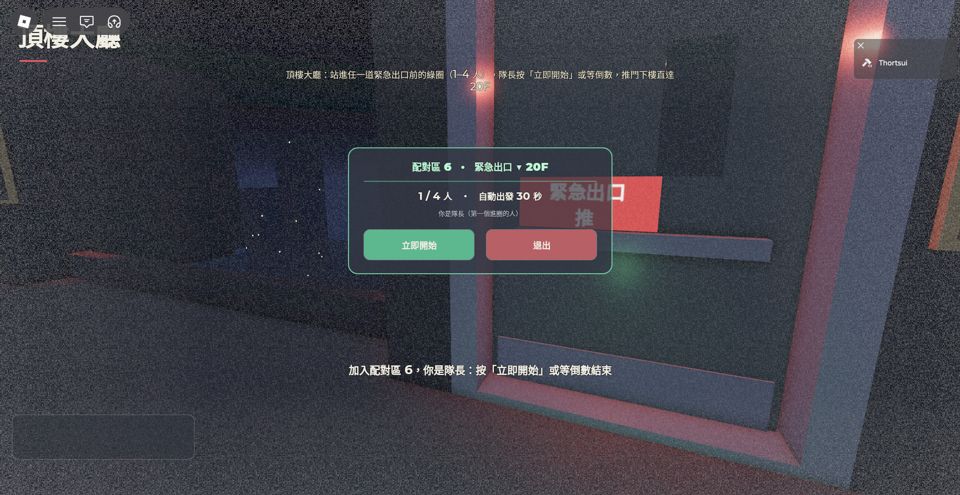 頂樓大廳
Thortsui
頂樓大廳：站進任一道緊急出口前的綠圈（1–4 人），隊長按「立即開始」或等倒數，推門下樓直達
20F
配對區 6 • 緊急出口 ▼ 20F
1 / 4 人 • 自動出發 30 秒
你是隊長（第一個進圈的人）
立即開始
退出
緊急出口
推
加入配對區 6，你是隊長：按「立即開始」或等倒數結束